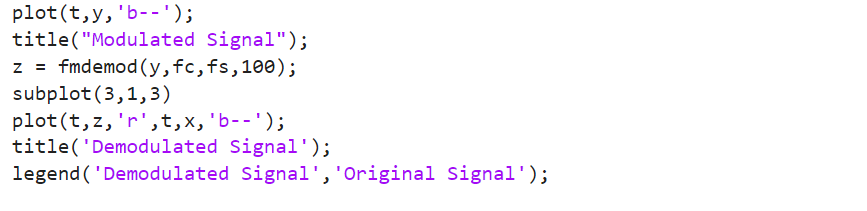 plot(t,y,'b--');
title("Modulated Signal");
z = fmdemod(y,fc,fs,100);
subplot(3,1,3)
plot(t,z,'r',t,x,'b--');
title('Demodulated Signal');
legend('Demodulated Signal','Original Signal');